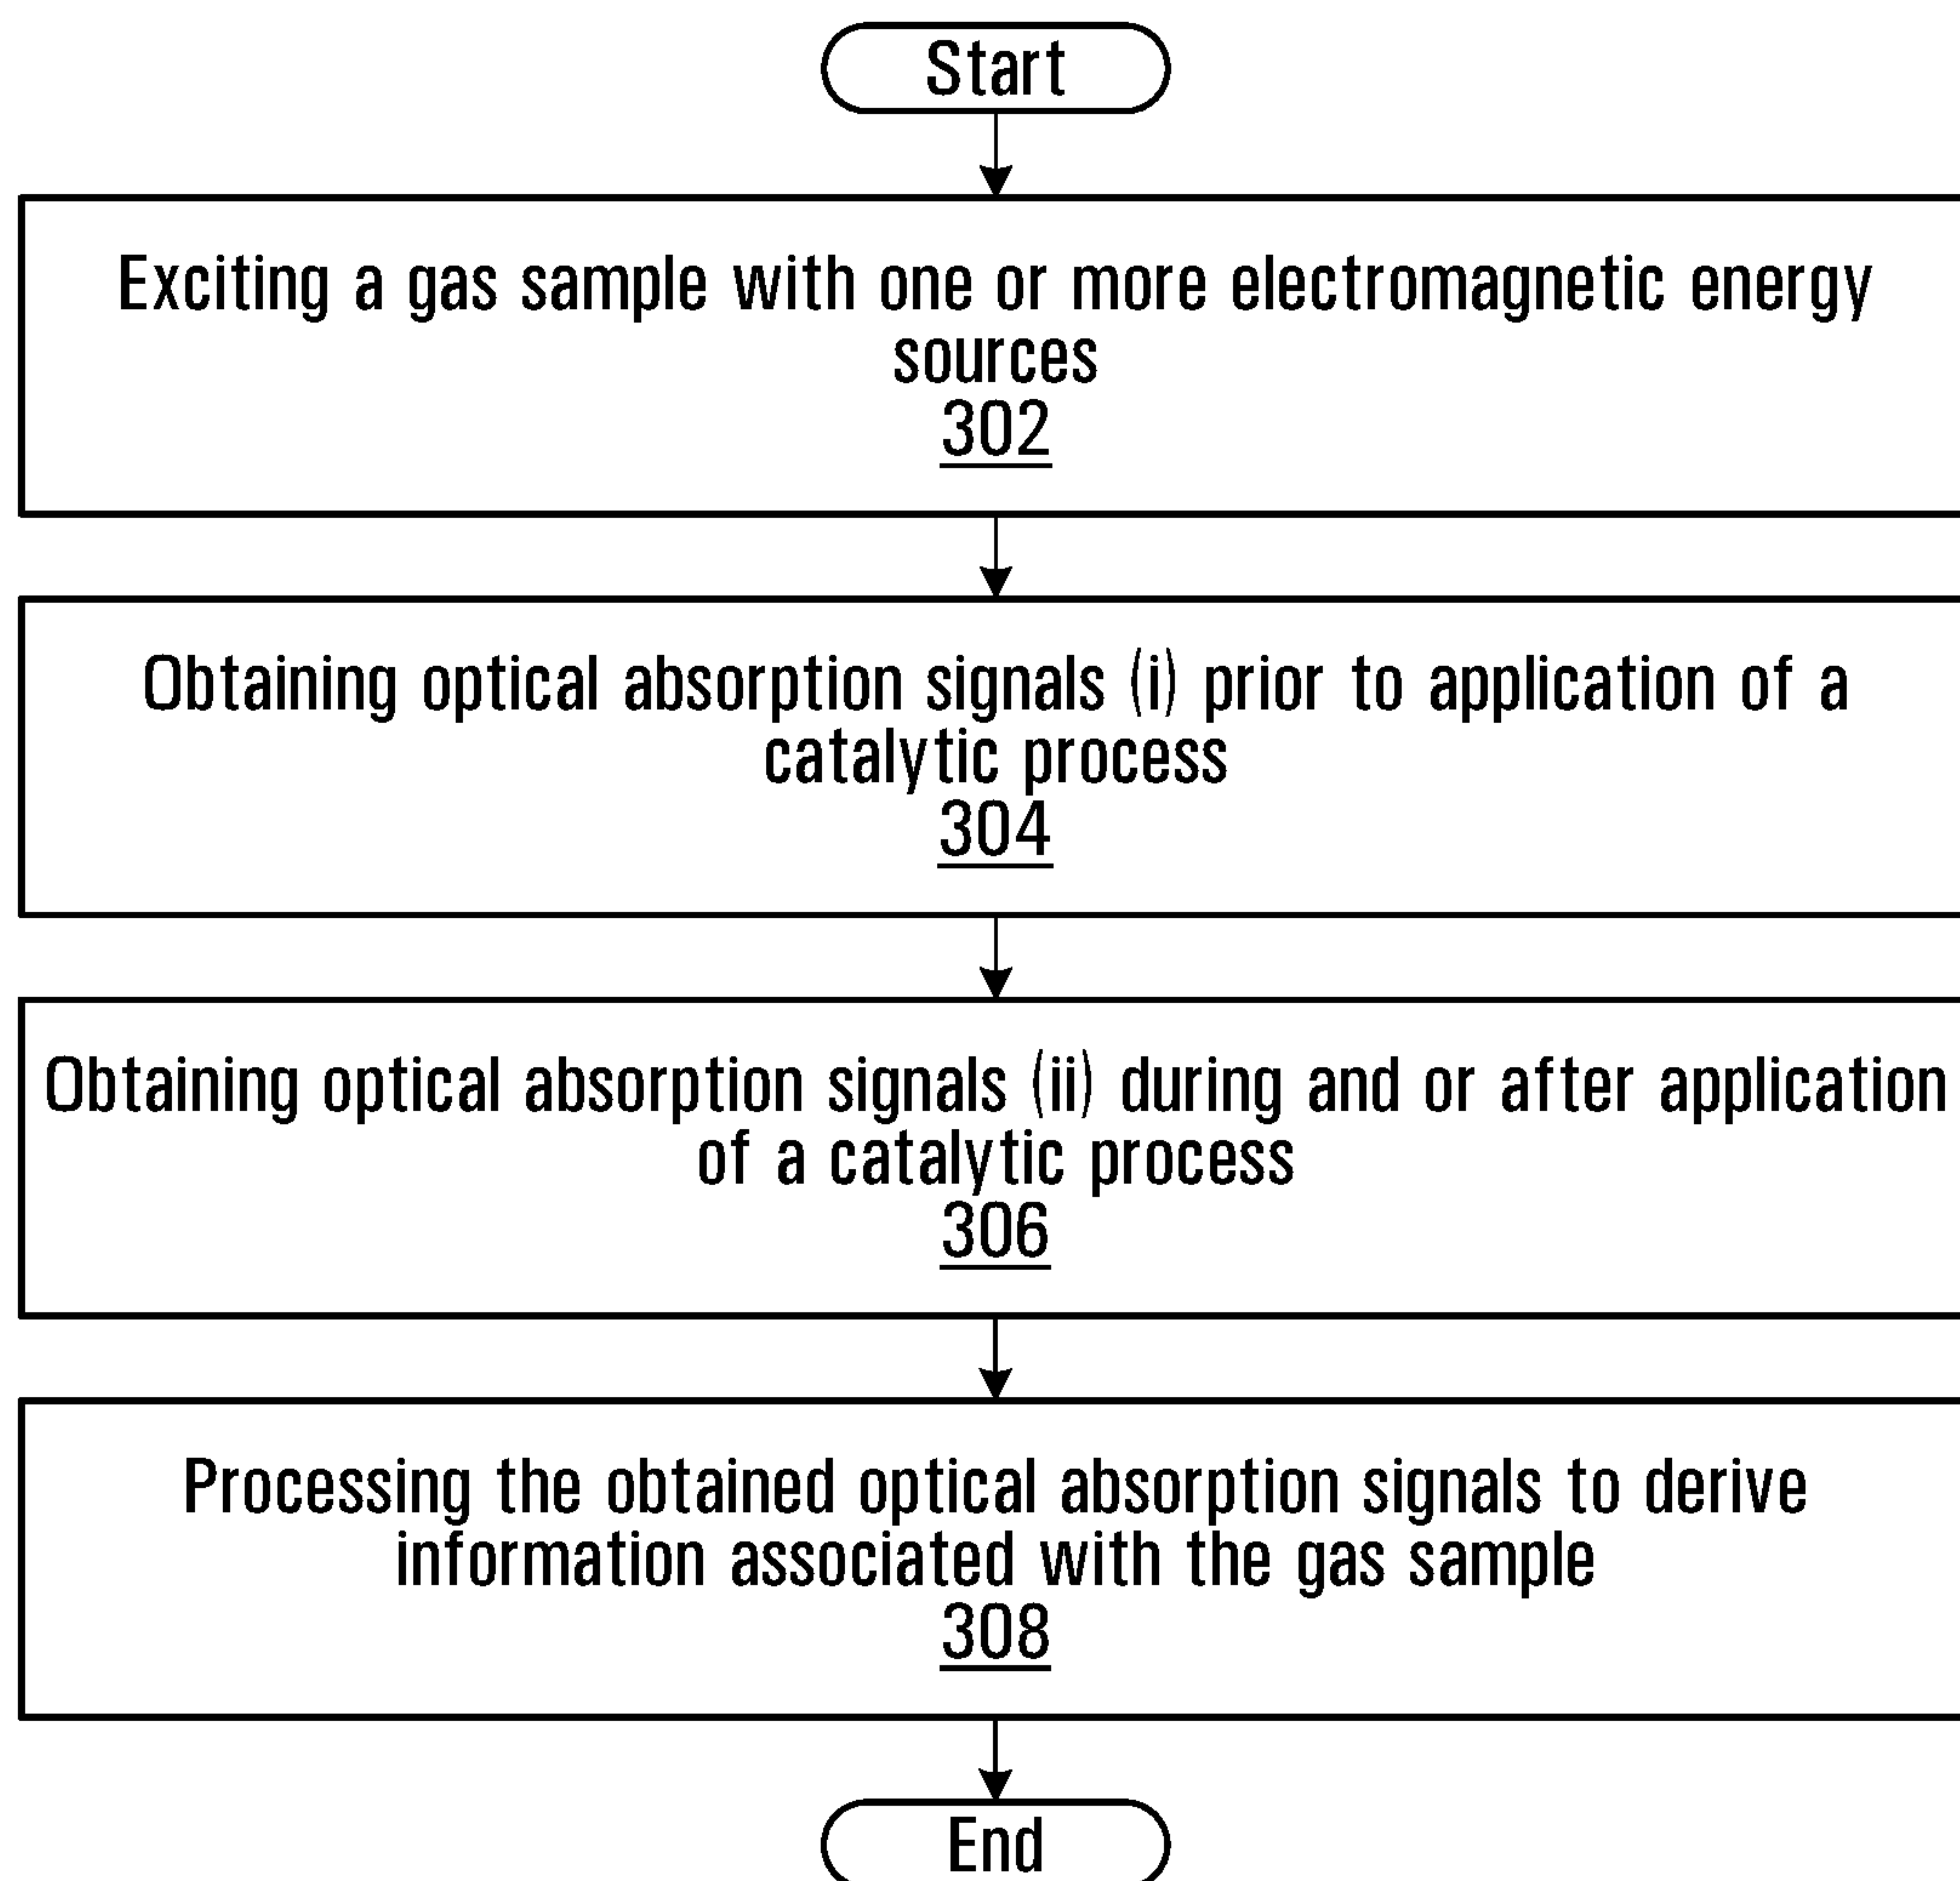 Start
Exciting a gas sample with one or more electromagnetic energy
sources
302
Obtaining optical absorption signals (i) prior to application of a
catalytic process
304
Obtaining optical absorption signals (ii) during and or after application
of a catalytic process
306
Processing the obtained optical absorption signals to derive
information associated with the gas sample
308
End